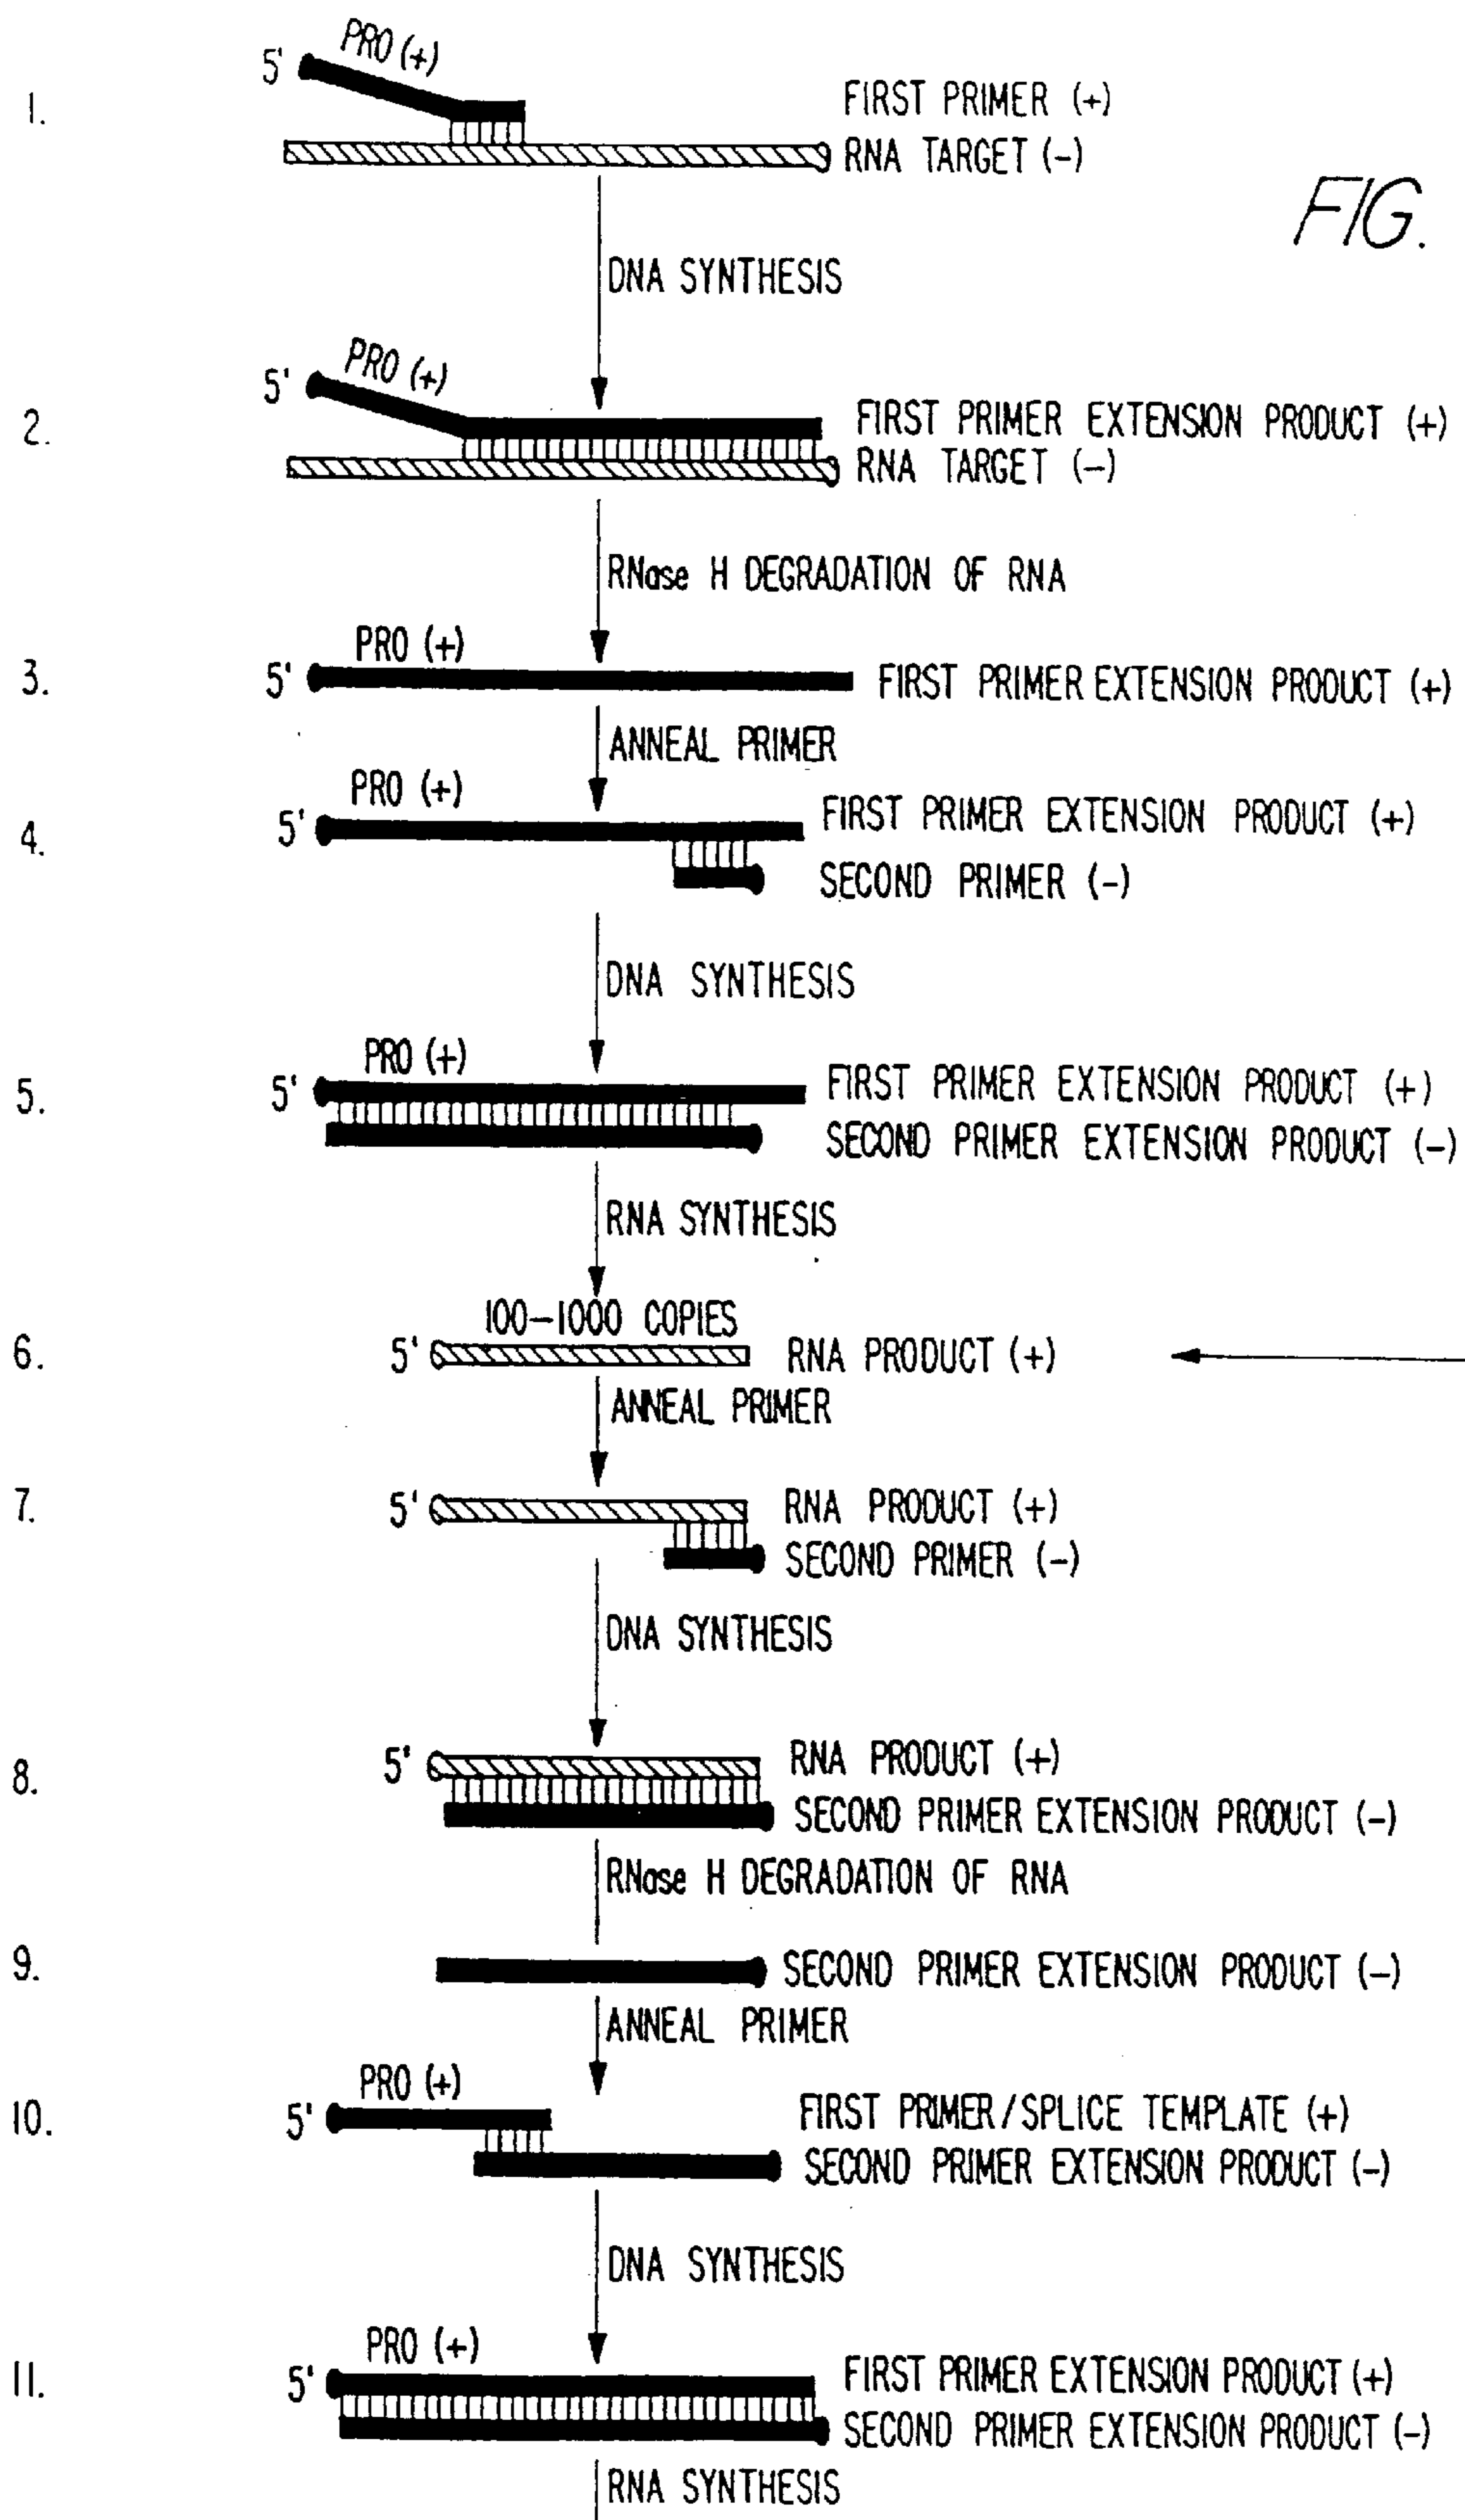 5' PRO (+)
1.
FIRST PRIMER (+)
RNA TARGET (-)
FIG.
DNA SYNTHESIS
5' PRO (+)
2.
FIRST PRIMER EXTENSION PRODUCT (+)
RNA TARGET (-)
RNase H DEGRADATION OF RNA
PRO (+)
3. 5' FIRST PRIMER EXTENSION PRODUCT (+)
ANNEAL PRIMER
PRO (+)
4. 5' FIRST PRIMER EXTENSION PRODUCT (+)
SECOND PRIMER (-)
DNA SYNTHESIS
PRO (+)
5. 5' FIRST PRIMER EXTENSION PRODUCT (+)
SECOND PRIMER EXTENSION PRODUCT (-)
RNA SYNTHESIS
100-1000 COPIES
6. 5' RNA PRODUCT (+)
ANNEAL PRIMER
7. 5' RNA PRODUCT (+)
SECOND PRIMER (-)
DNA SYNTHESIS
8. 5' RNA PRODUCT (+)
SECOND PRIMER EXTENSION PRODUCT (-)
RNase H DEGRADATION OF RNA
9. SECOND PRIMER EXTENSION PRODUCT (-)
ANNEAL PRIMER
PRO (+)
10. 5' FIRST PRIMER/SPLICE TEMPLATE (+)
SECOND PRIMER EXTENSION PRODUCT (-)
DNA SYNTHESIS
PRO (+)
11. 5' FIRST PRIMER EXTENSION PRODUCT (+)
SECOND PRIMER EXTENSION PRODUCT (-)
RNA SYNTHESIS